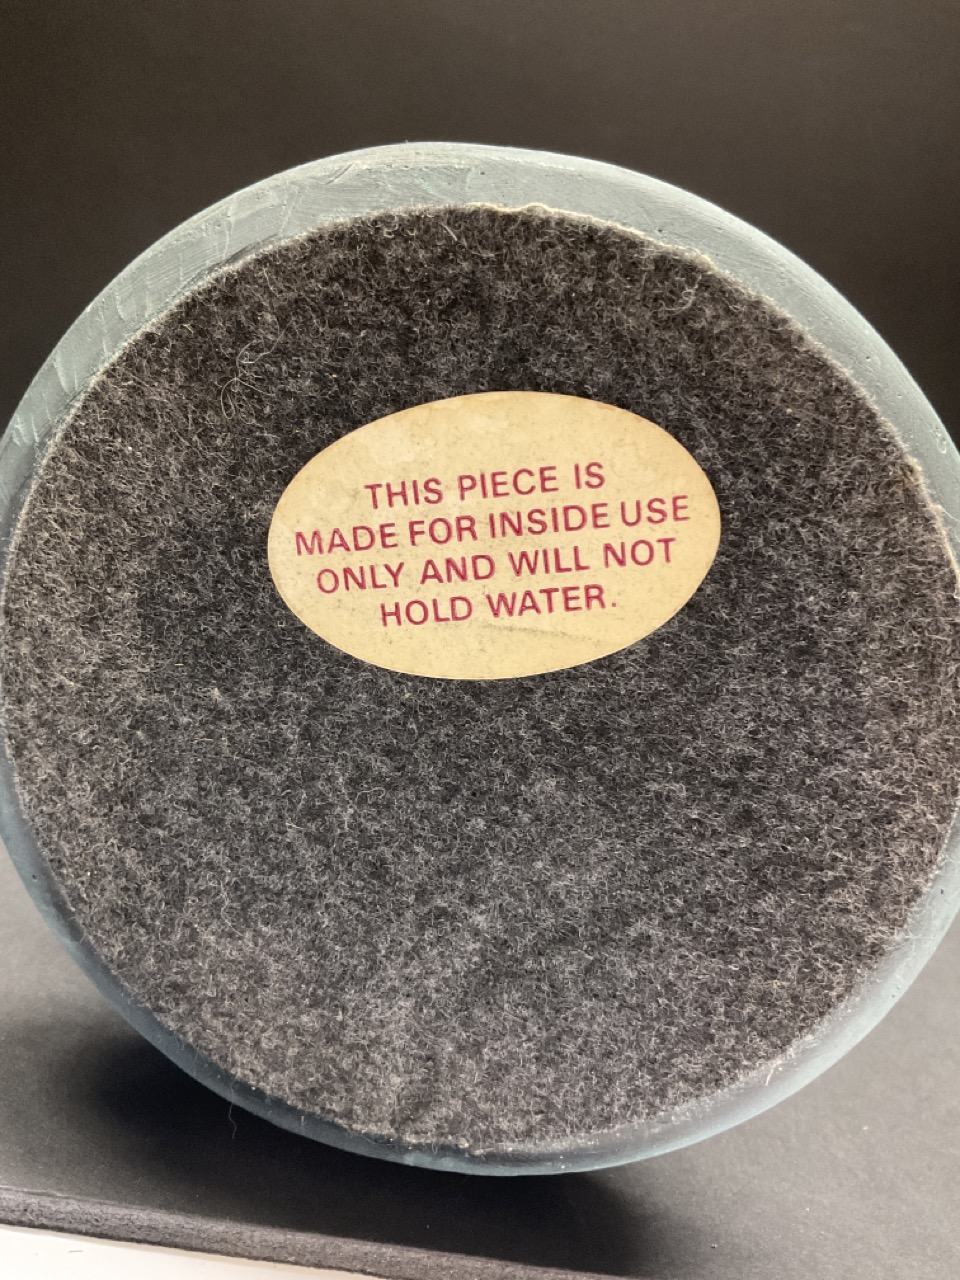 THIS PIECE IS
MADE FOR INSIDE USE
ONLY AND WILL NOT
HOLD WATER.